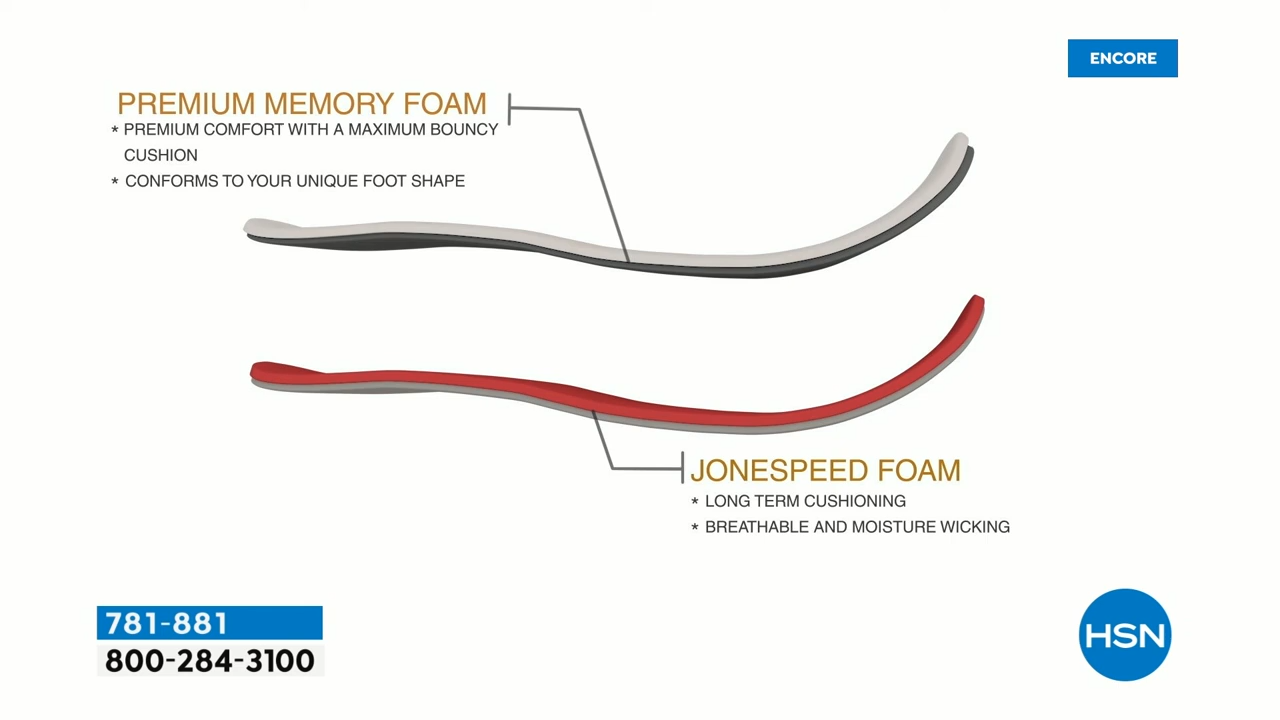 ENCORE
PREMIUM MEMORY FOAM
* PREMIUM COMFORT WITH A MAXIMUM BOUNCY
CUSHION
* CONFORMS TO YOUR UNIQUE FOOT SHAPE
JONESPEED FOAM
* LONG TERM CUSHIONING
* BREATHABLE AND MOISTURE WICKING
781-881
800-284-3100
HSN